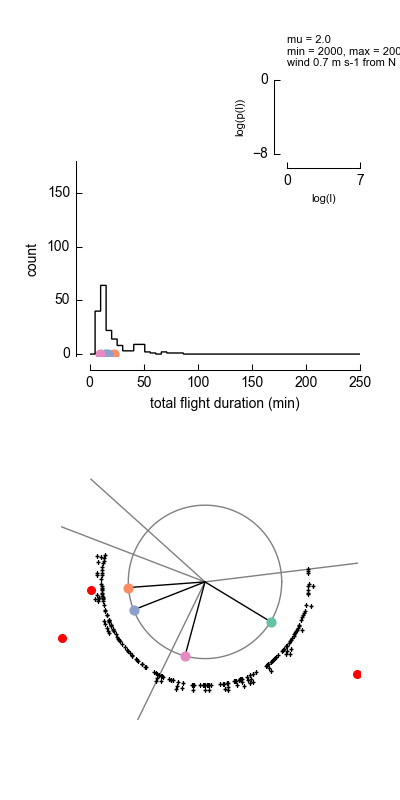 mu = 2.0
min = 2000, max = 200
wind 0.7 m s-1 from N
0
log(p(l))
−8
0 7
log(l)
150
100
50
0
count
0 50 100 150 200 250
total flight duration (min)